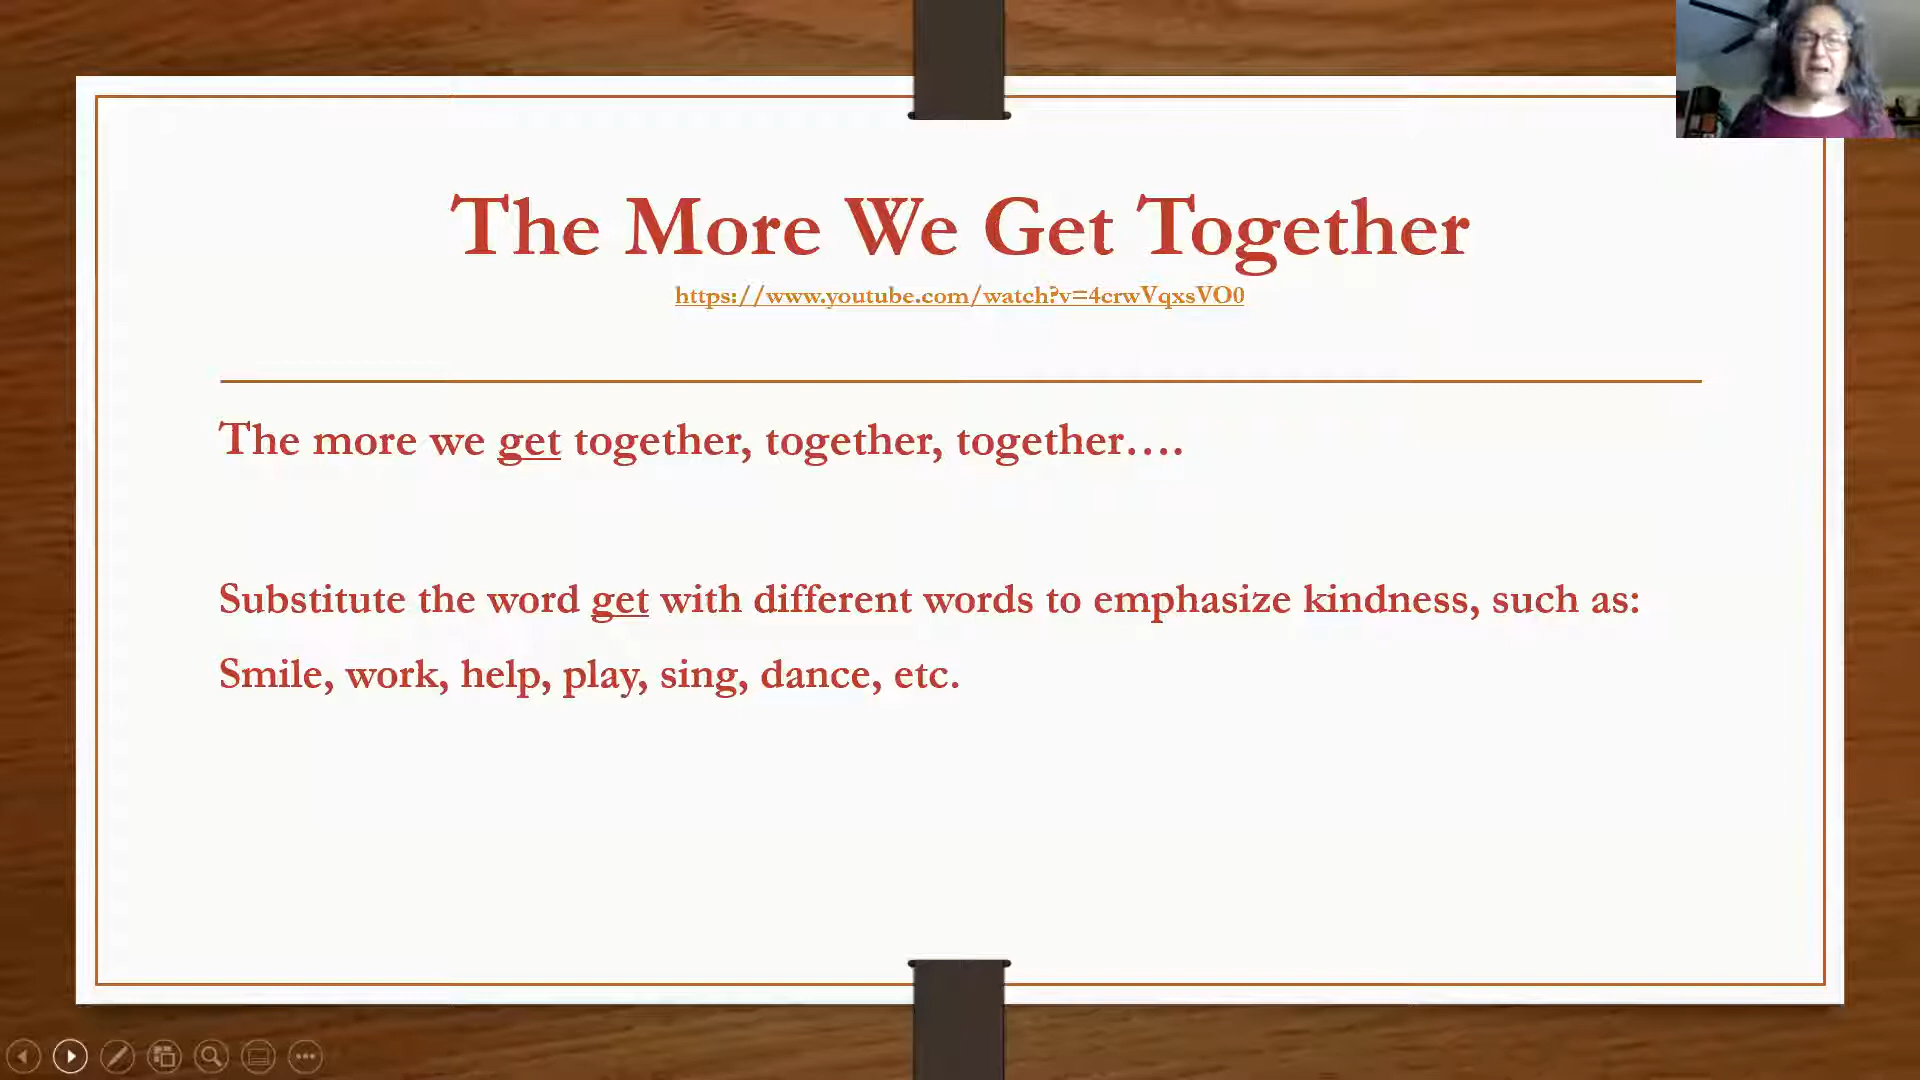 The More We Get Together
https://www.youtube.com/watch?v=4crwVqxsVO0
The more we get together, together, together....
Substitute the word get with different words to emphasize kindness, such as:
Smile, work, help, play, sing, dance, etc.